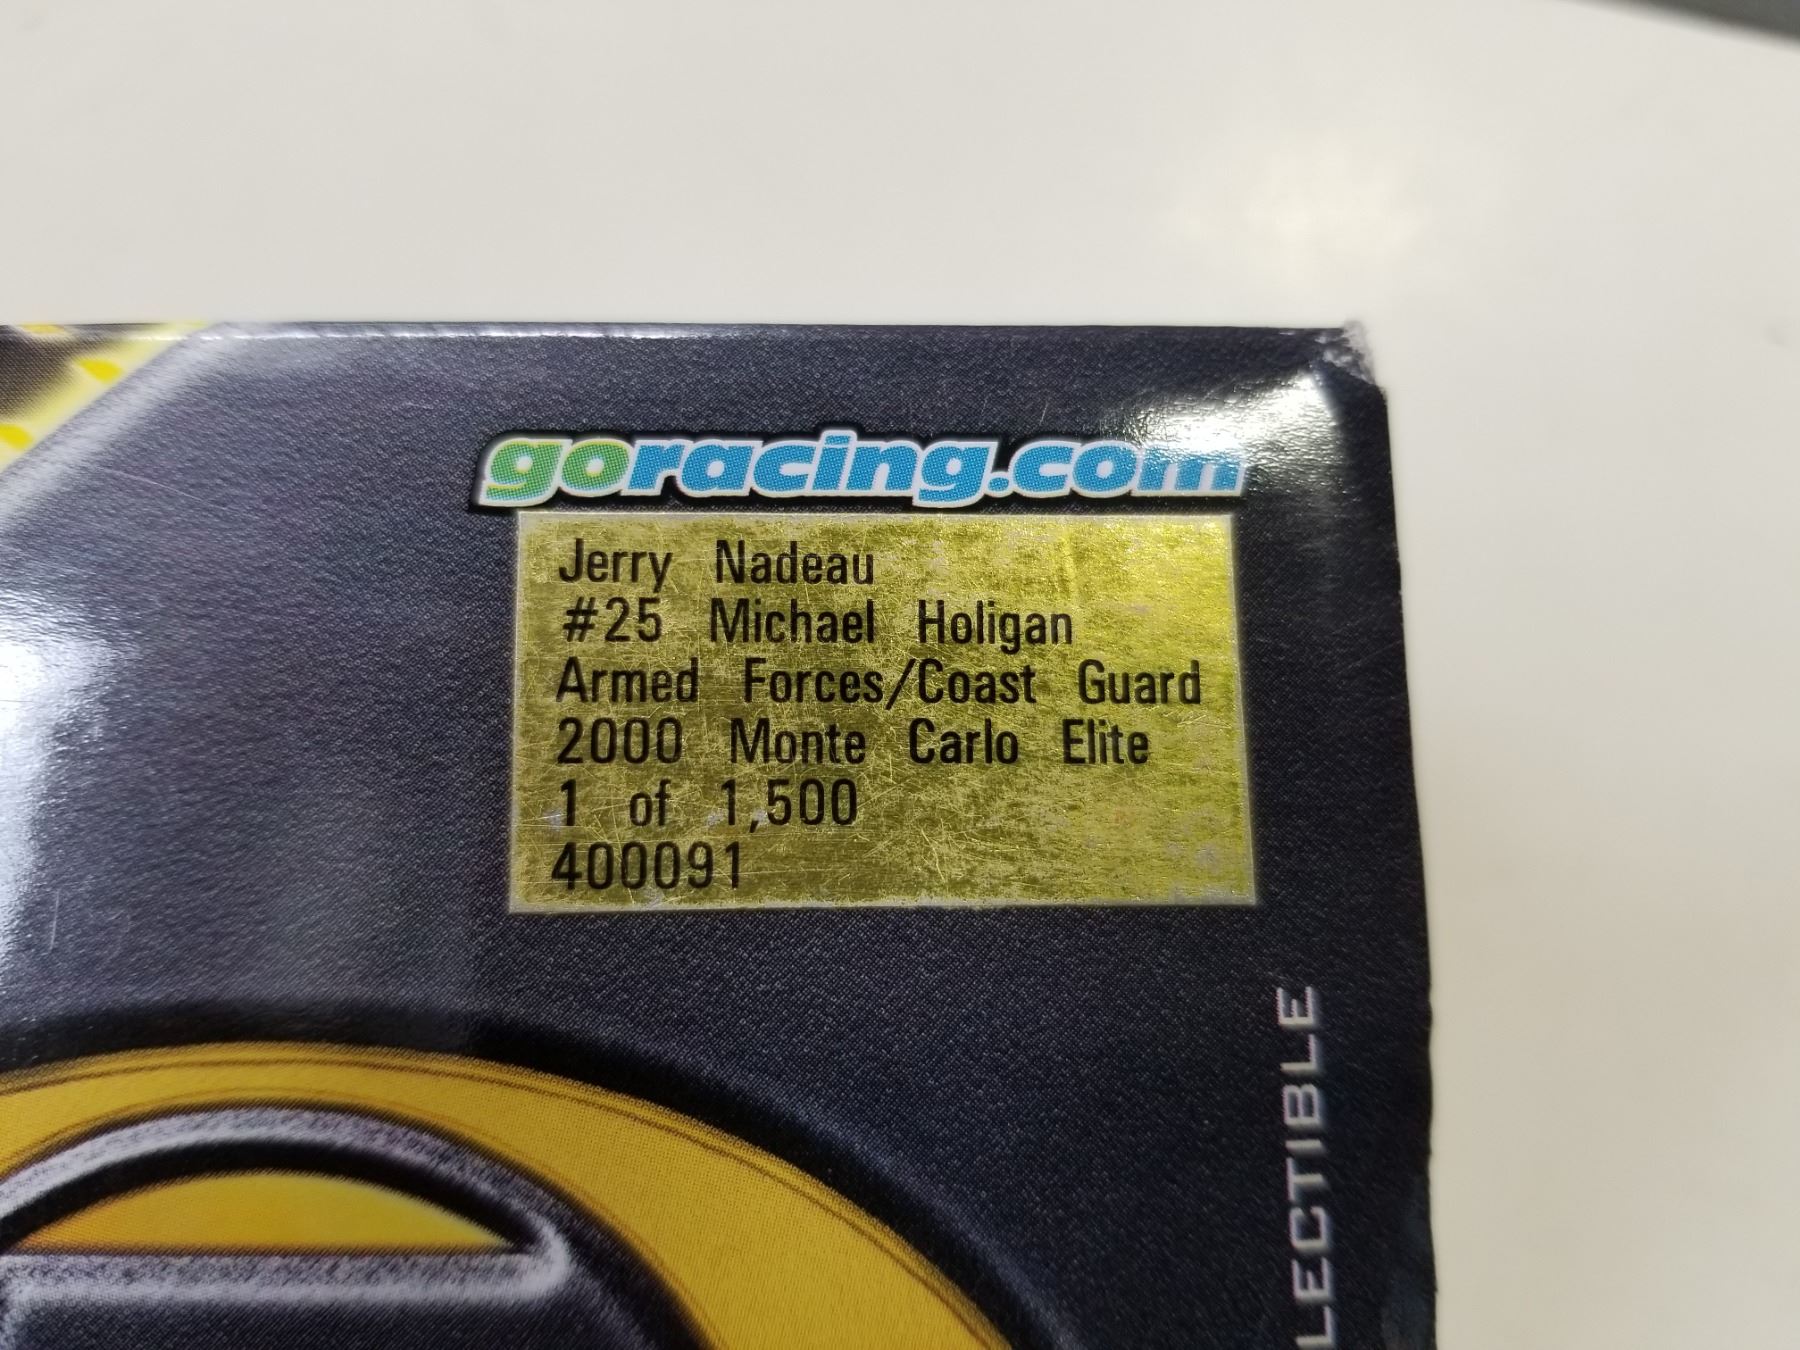 goracing.com
Jerry Nadeau
#25 Michael Holigan
Armed Forces/Coast Guard
2000 Monte Carlo Elite
1 of 1,500
400091
LECTIBLE